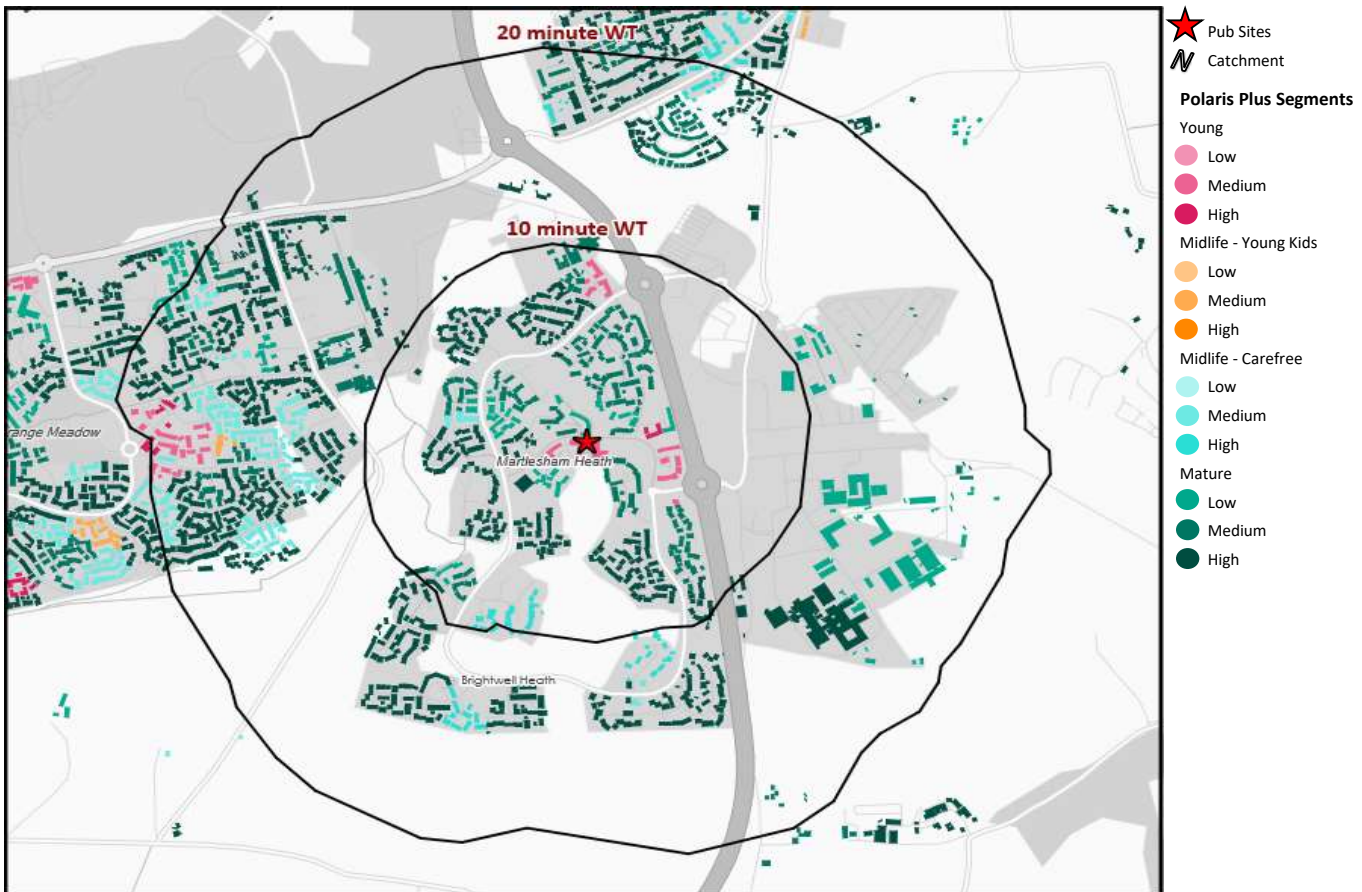 20 minute WT
10 minute WT
range Meadow
Martlesham Heath
Brightwell Heath
Pub Sites
Catchment
Polaris Plus Segments
Young
Low
Medium
High
Midlife - Young Kids
Low
Medium
High
Midlife - Carefree
Low
Medium
High
Mature
Low
Medium
High